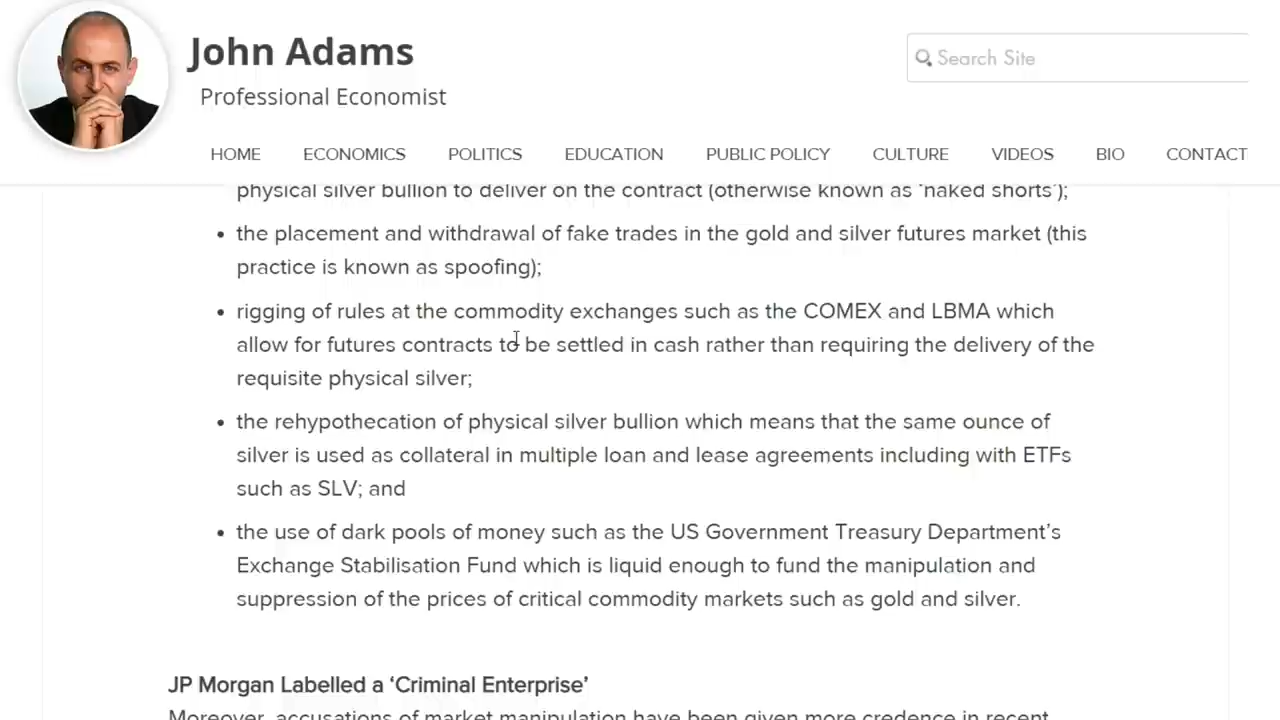 John Adams
Professional Economist
Search Site
HOME ECONOMICS POLITICS EDUCATION PUBLIC POLICY CULTURE VIDEOS BIO CONTACT
physical silver bullion to deliver on the contract (otherwise known as ‘naked shorts’);
• the placement and withdrawal of fake trades in the gold and silver futures market (this
practice is known as spoofing);
• rigging of rules at the commodity exchanges such as the COMEX and LBMA which
allow for futures contracts to be settled in cash rather than requiring the delivery of the
requisite physical silver;
• the rehypothecation of physical silver bullion which means that the same ounce of
silver is used as collateral in multiple loan and lease agreements including with ETFs
such as SLV; and
• the use of dark pools of money such as the US Government Treasury Department’s
Exchange Stabilisation Fund which is liquid enough to fund the manipulation and
suppression of the prices of critical commodity markets such as gold and silver.
JP Morgan Labelled a ‘Criminal Enterprise’
Moreover, accusations of market manipulation have been given more credence in recent